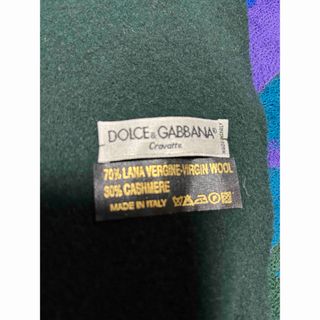 DOLCE & GABBANA®
Cravatte
70% LANA VERGINE-VIRGIN WOOL
30% CASHMERE
MADE IN ITALY